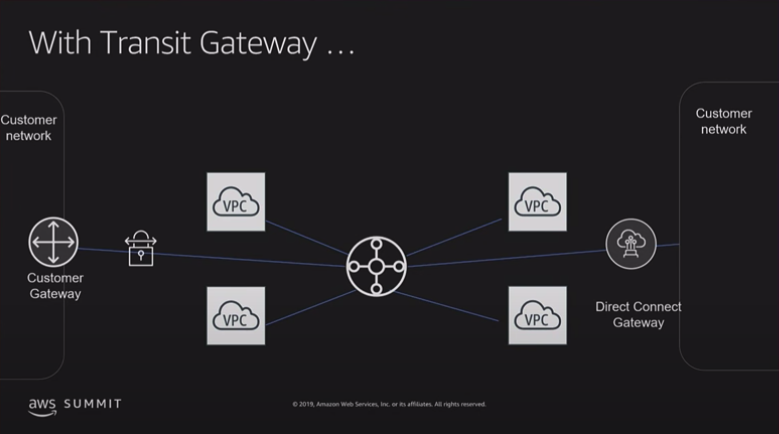 With Transit Gateway ...
Customer
network
Customer
network
VPC
VPC
Customer
Gateway
VPC
VPC
Direct Connect
Gateway
aws SUMMIT
© 2019, Amazon Web Services, Inc. or its affiliates. All rights reserved.